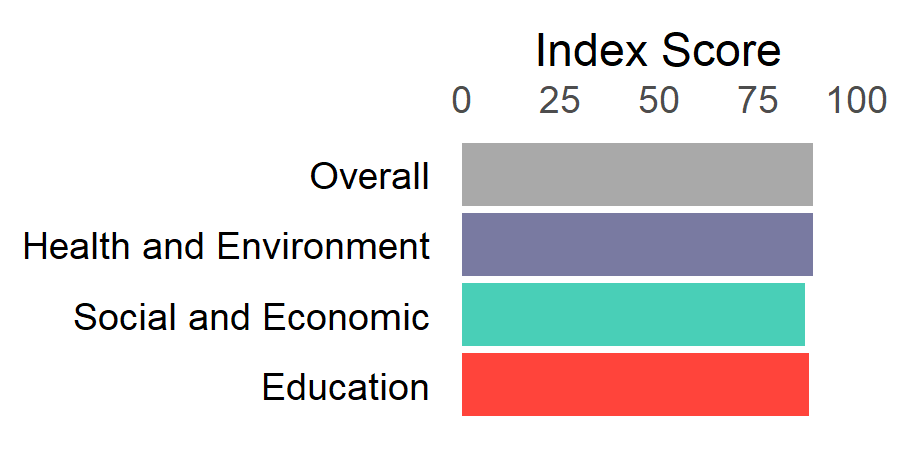 Index Score
0 25 50 75 100
Overall
Health and Environment
Social and Economic
Education